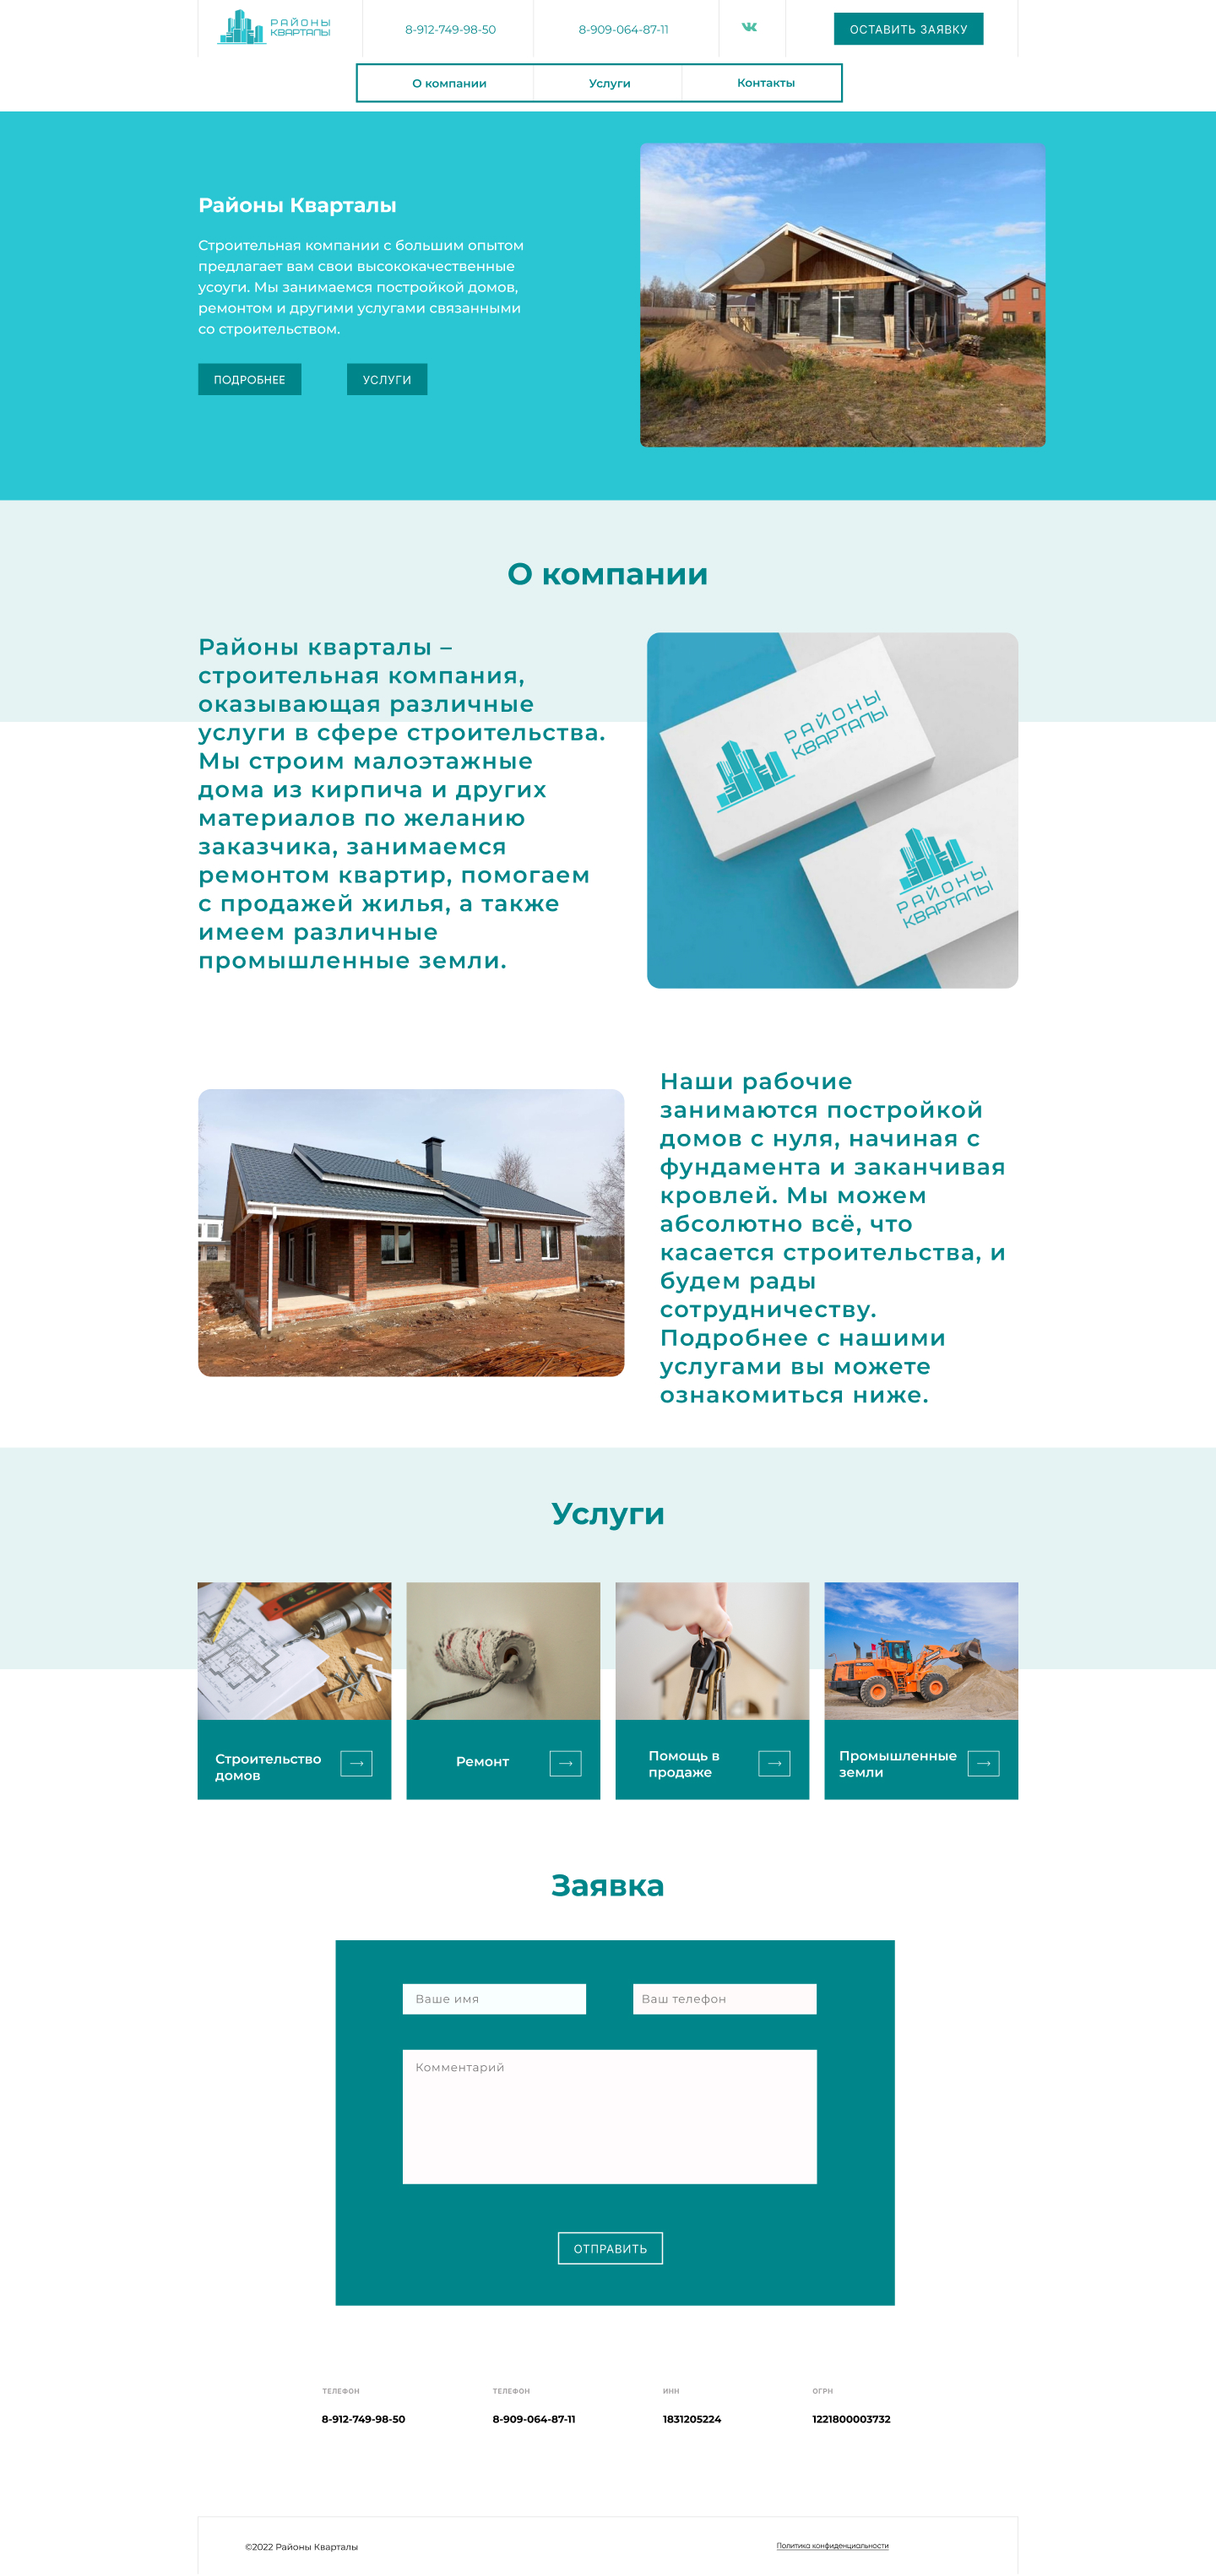 РАЙОНЫ
КВАРТАЛЫ
8-912-749-98-50
8-909-064-87-11
ОСТАВИТЬ ЗАЯВКУ
О компании
Услуги
Контакты
Районы Кварталы
Строительная компании с большим опытом
предлагает вам свои высококачественные
усоуги. Мы занимаемся постройкой домов,
ремонтом и другими услугами связанными
со строительством.
ПОДРОБНЕЕ
УСЛУГИ
О компании
Районы кварталы –
строительная компания,
оказывающая различные
услуги в сфере строительства.
Мы строим малоэтажные
дома из кирпича и других
материалов по желанию
заказчика, занимаемся
ремонтом квартир, помогаем
с продажей жилья, а также
имеем различные
промышленные земли.
РАЙОНЫ
КВАРТАЛЫ
РАЙОНЫ
КВАРТАЛЫ
Наши рабочие
занимаются постройкой
домов с нуля, начиная с
фундамента и заканчивая
кровлей. Мы можем
абсолютно всё, что
касается строительства, и
будем рады
сотрудничеству.
Подробнее с нашими
услугами вы можете
ознакомиться ниже.
Услуги
Строительство
домов
Ремонт
Помощь в
продаже
Промышленные
земли
Заявка
Ваше имя
Ваш телефон
Комментарий
ОТПРАВИТЬ
ТЕЛЕФОН
8-912-749-98-50
ТЕЛЕФОН
8-909-064-87-11
ИНН
1831205224
ОГРН
1221800003732
©2022 Районы Кварталы
Политика конфиденциальности